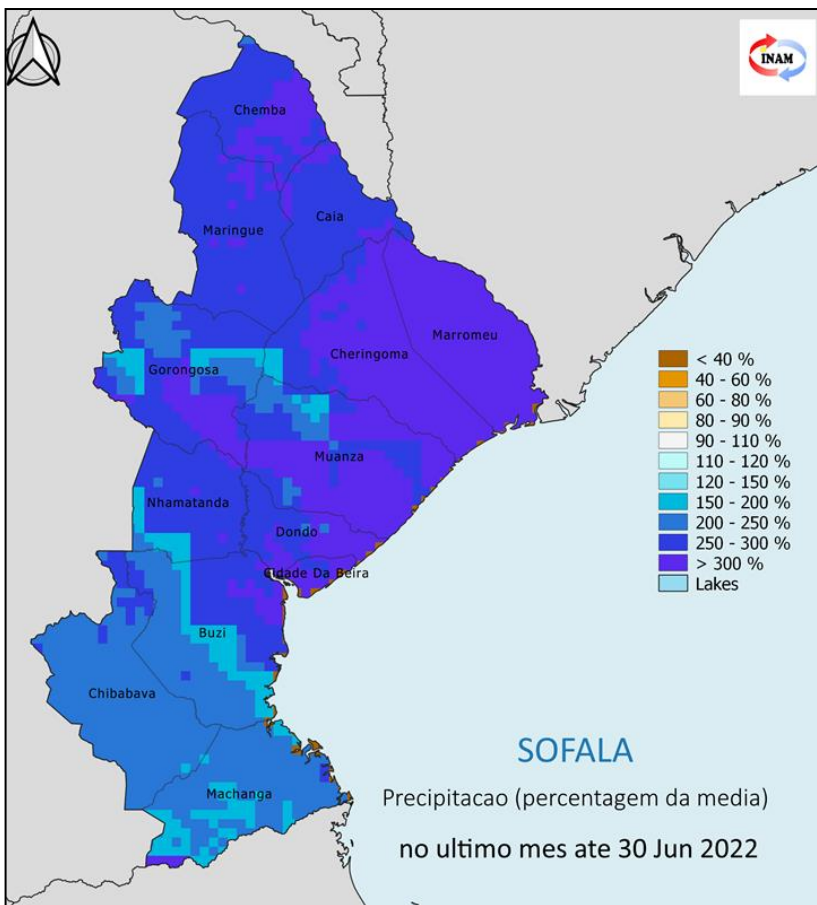 INAM
Chemba
Caia
Maringue
Marromeu
Cheringoma
Gorongosa
Muanza
Nhamatanda
Dondo
Cidade Da Beira
Buzi
Chibabava
Machanga
< 40 %
40 - 60 %
60 - 80 %
80 - 90 %
90 - 110 %
110 - 120 %
120 - 150 %
150 - 200 %
200 - 250 %
250 - 300 %
> 300 %
Lakes
SOFALA
Precipitacao (percentagem da media)
no ultimo mes ate 30 Jun 2022